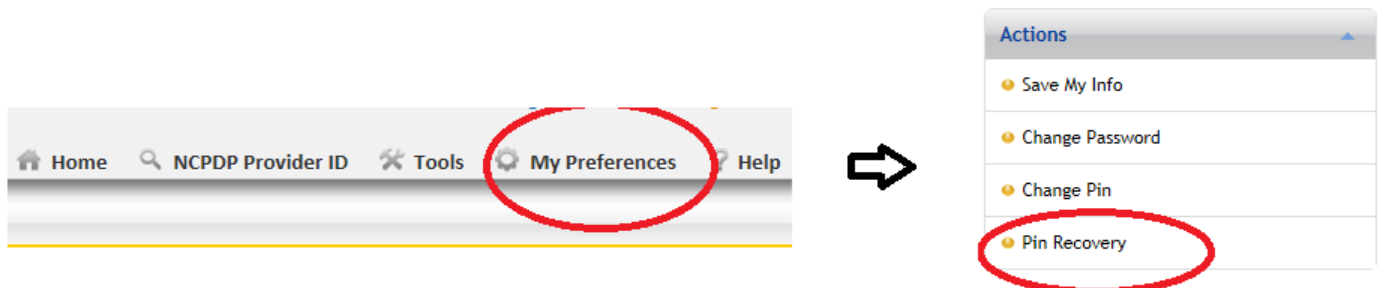 Home NCPDP Provider ID Tools My Preferences Help
Actions
Save My Info
Change Password
Change Pin
Pin Recovery